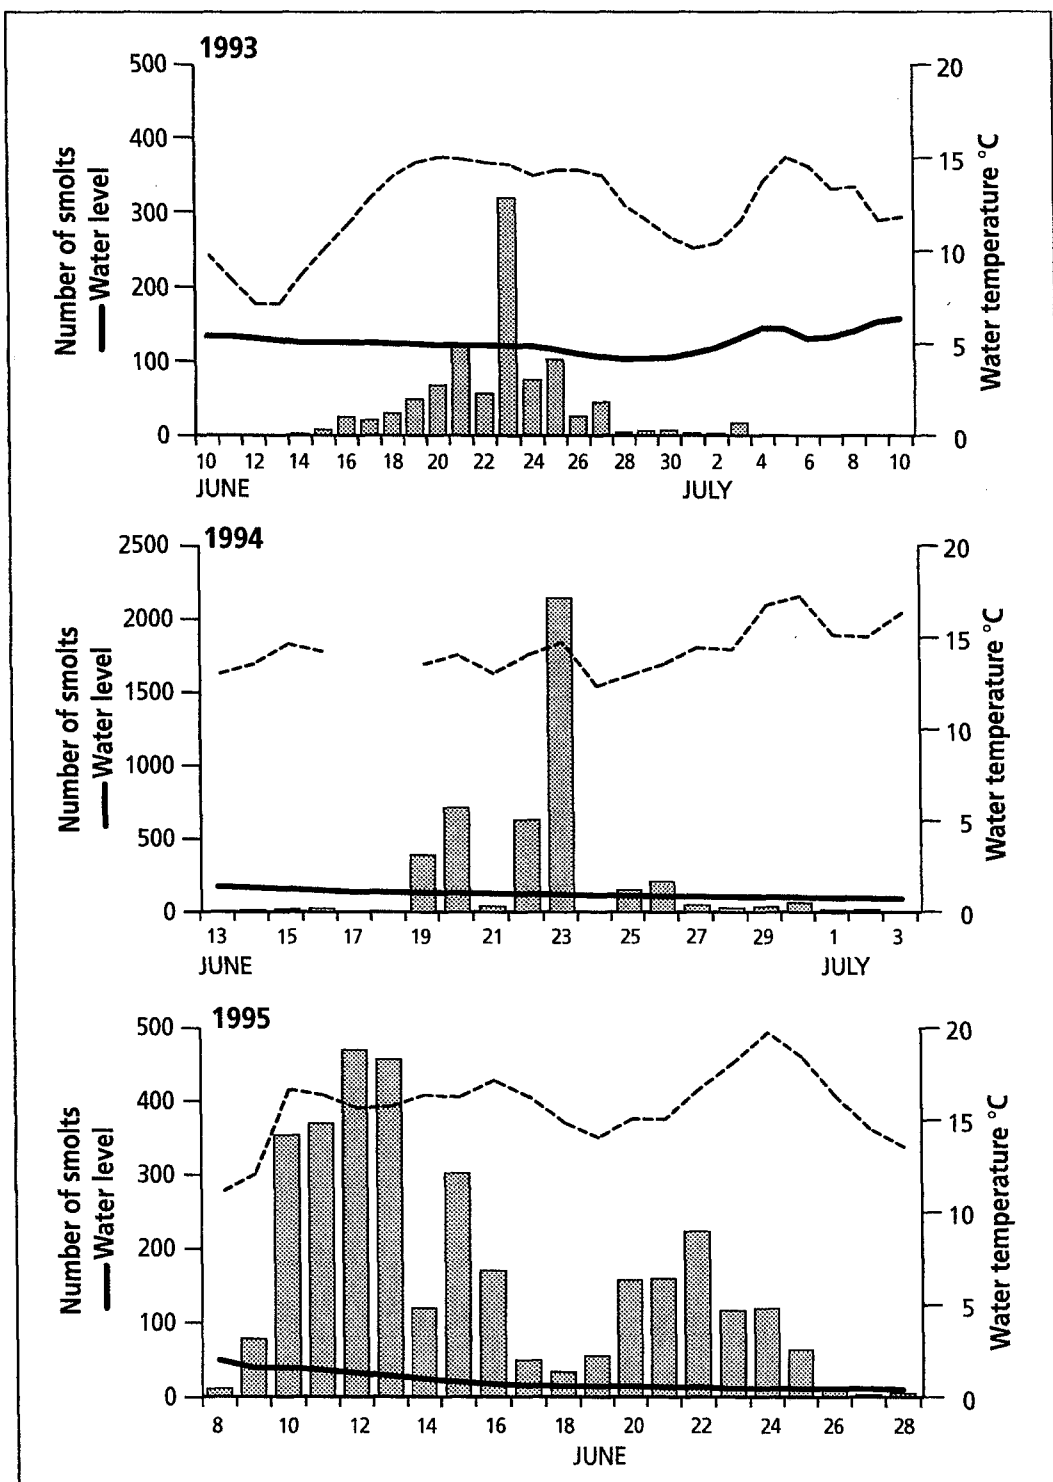 1993
500
400
300
200
100
0
Number of smolts
Water level
20
15
10
5
0
Water temperature °C
10 12 14 16 18 20 22 24 26 28 30 2 4 6 8 10
JUNE JULY
1994
2500
2000
1500
1000
500
0
Number of smolts
Water level
20
15
10
5
0
Water temperature °C
13 15 17 19 21 23 25 27 29 1 3
JUNE JULY
1995
500
400
300
200
100
0
Number of smolts
Water level
20
15
10
5
0
Water temperature °C
8 10 12 14 16 18 20 22 24 26 28
JUNE